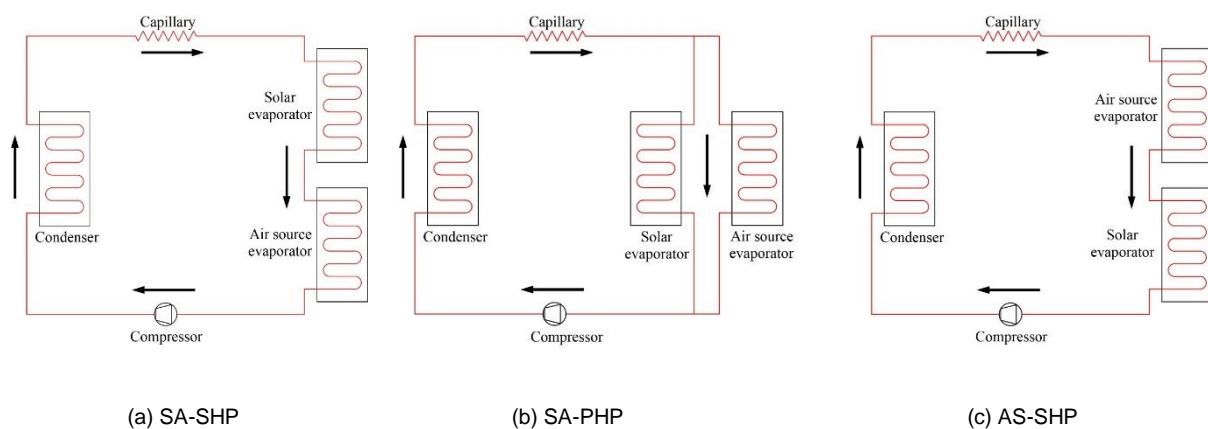 Capillary
Solar
evaporator
Condenser
Air source
evaporator
Compressor
(a) SA-SHP
Capillary
Condenser
Solar
evaporator
Air source
evaporator
Compressor
(b) SA-PHP
Capillary
Air source
evaporator
Condenser
Solar
evaporator
Compressor
(c) AS-SHP